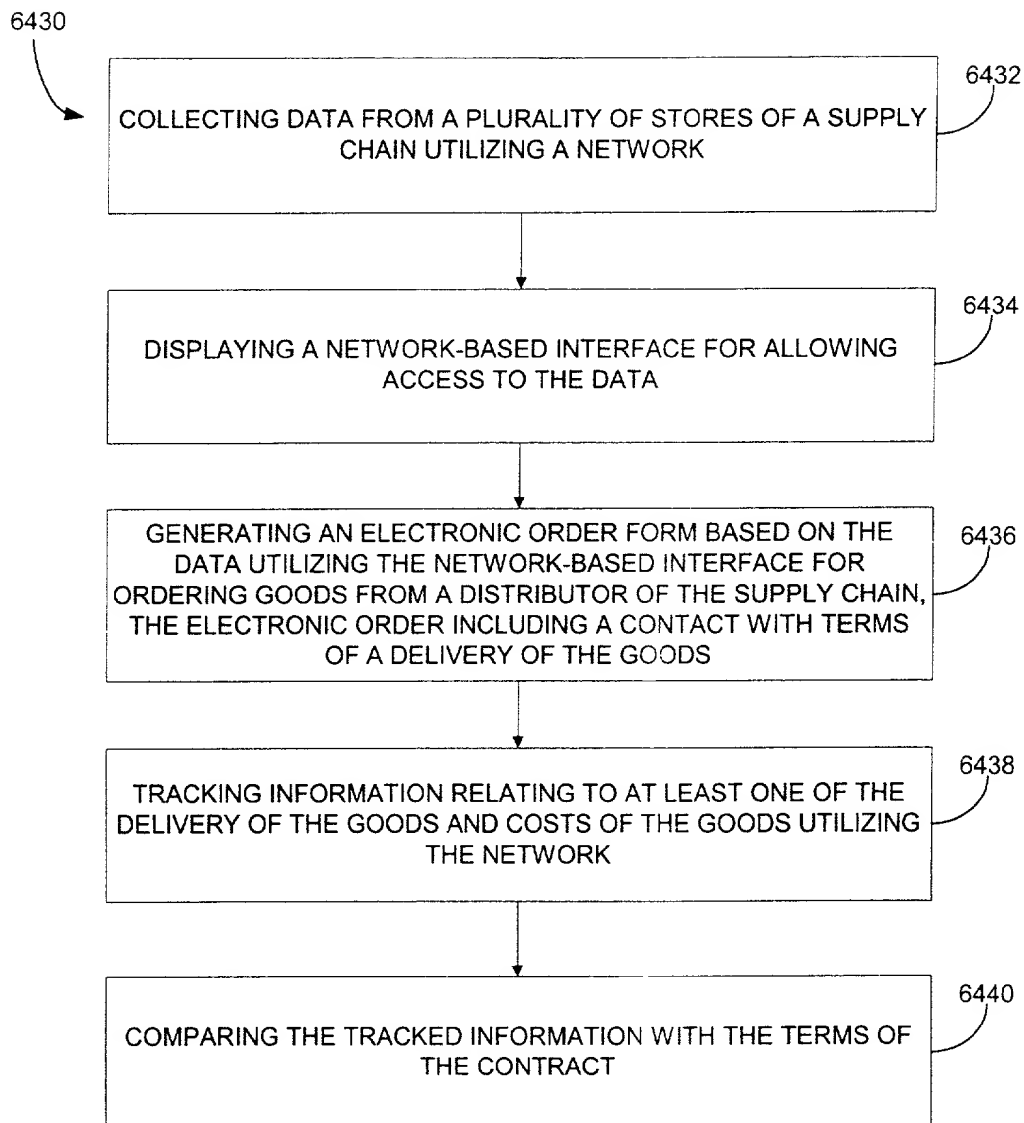 6430
6432
COLLECTING DATA FROM A PLURALITY OF STORES OF A SUPPLY
CHAIN UTILIZING A NETWORK
6434
DISPLAYING A NETWORK-BASED INTERFACE FOR ALLOWING
ACCESS TO THE DATA
6436
GENERATING AN ELECTRONIC ORDER FORM BASED ON THE
DATA UTILIZING THE NETWORK-BASED INTERFACE FOR
ORDERING GOODS FROM A DISTRIBUTOR OF THE SUPPLY CHAIN,
THE ELECTRONIC ORDER INCLUDING A CONTACT WITH TERMS
OF A DELIVERY OF THE GOODS
6438
TRACKING INFORMATION RELATING TO AT LEAST ONE OF THE
DELIVERY OF THE GOODS AND COSTS OF THE GOODS UTILIZING
THE NETWORK
6440
COMPARING THE TRACKED INFORMATION WITH THE TERMS OF
THE CONTRACT